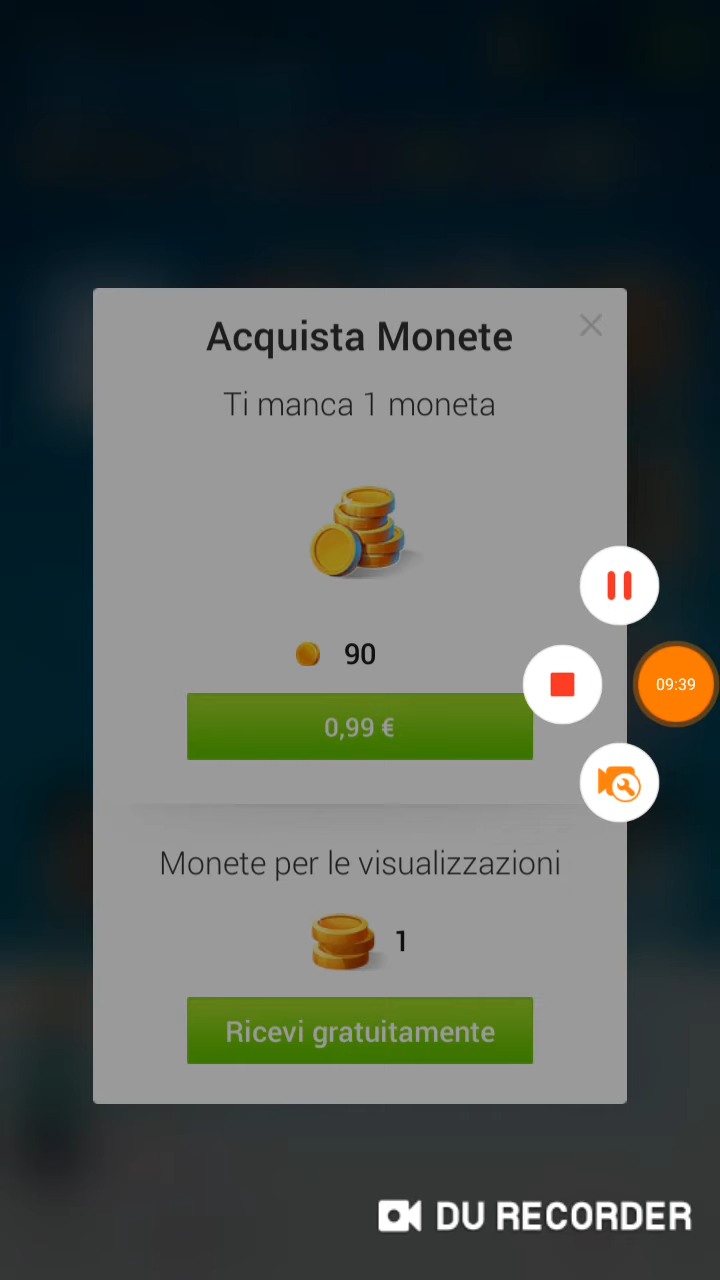 Acquista Monete
Ti manca 1 moneta
90
0,99 €
09:39
Monete per le visualizzazioni
1
Ricevi gratuitamente
DU RECORDER